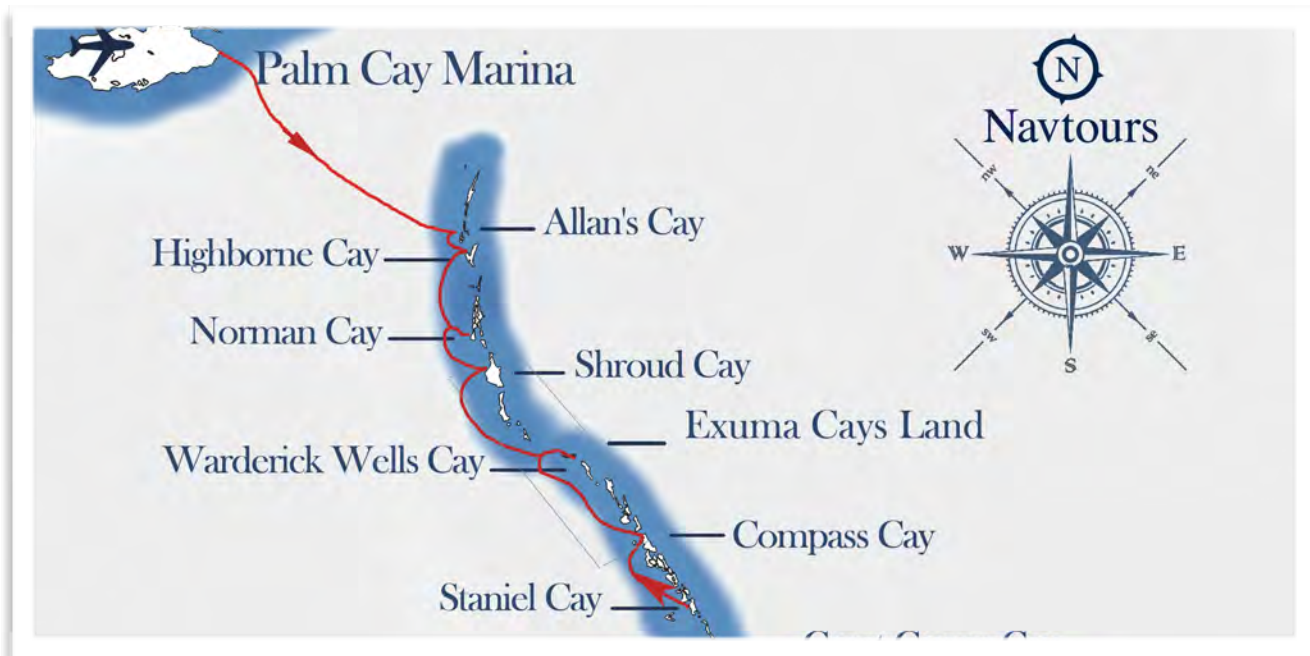 Palm Cay Marina
N
Navtours
nw
ne
Allan's Cay
Highborne Cay
W
E
Norman Cay
sw
S
Shroud Cay
Exuma Cays Land
Warderick Wells Cay
Compass Cay
Staniel Cay